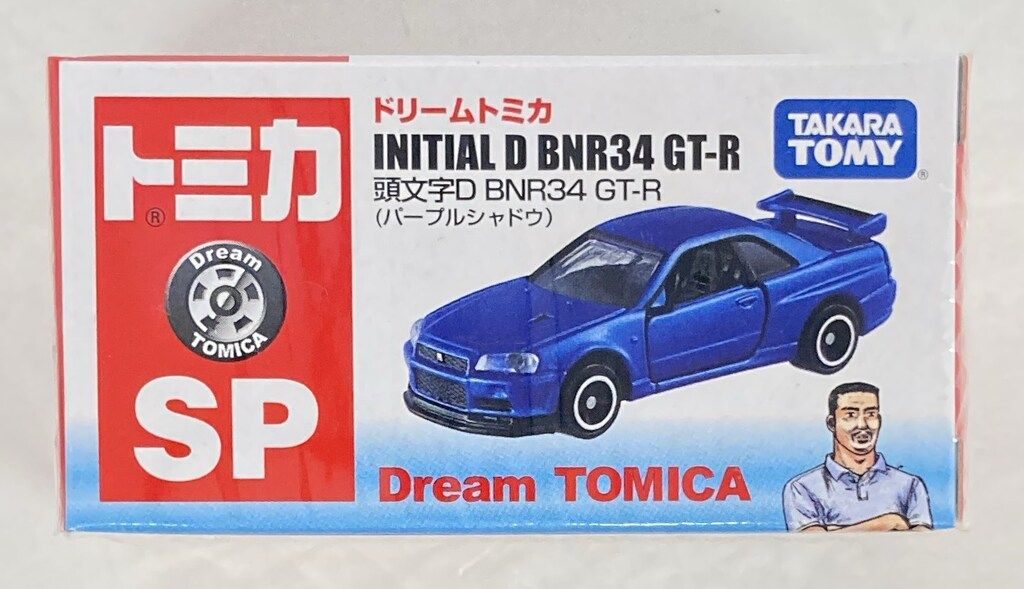 トミカ
®
Dream
TOMICA
SP
ドリームトミカ
INITIAL D BNR34 GT-R
頭文字D BNR34 GT-R
(パープルシャドウ)
TAKARA
TOMY
®
Dream TOMICA